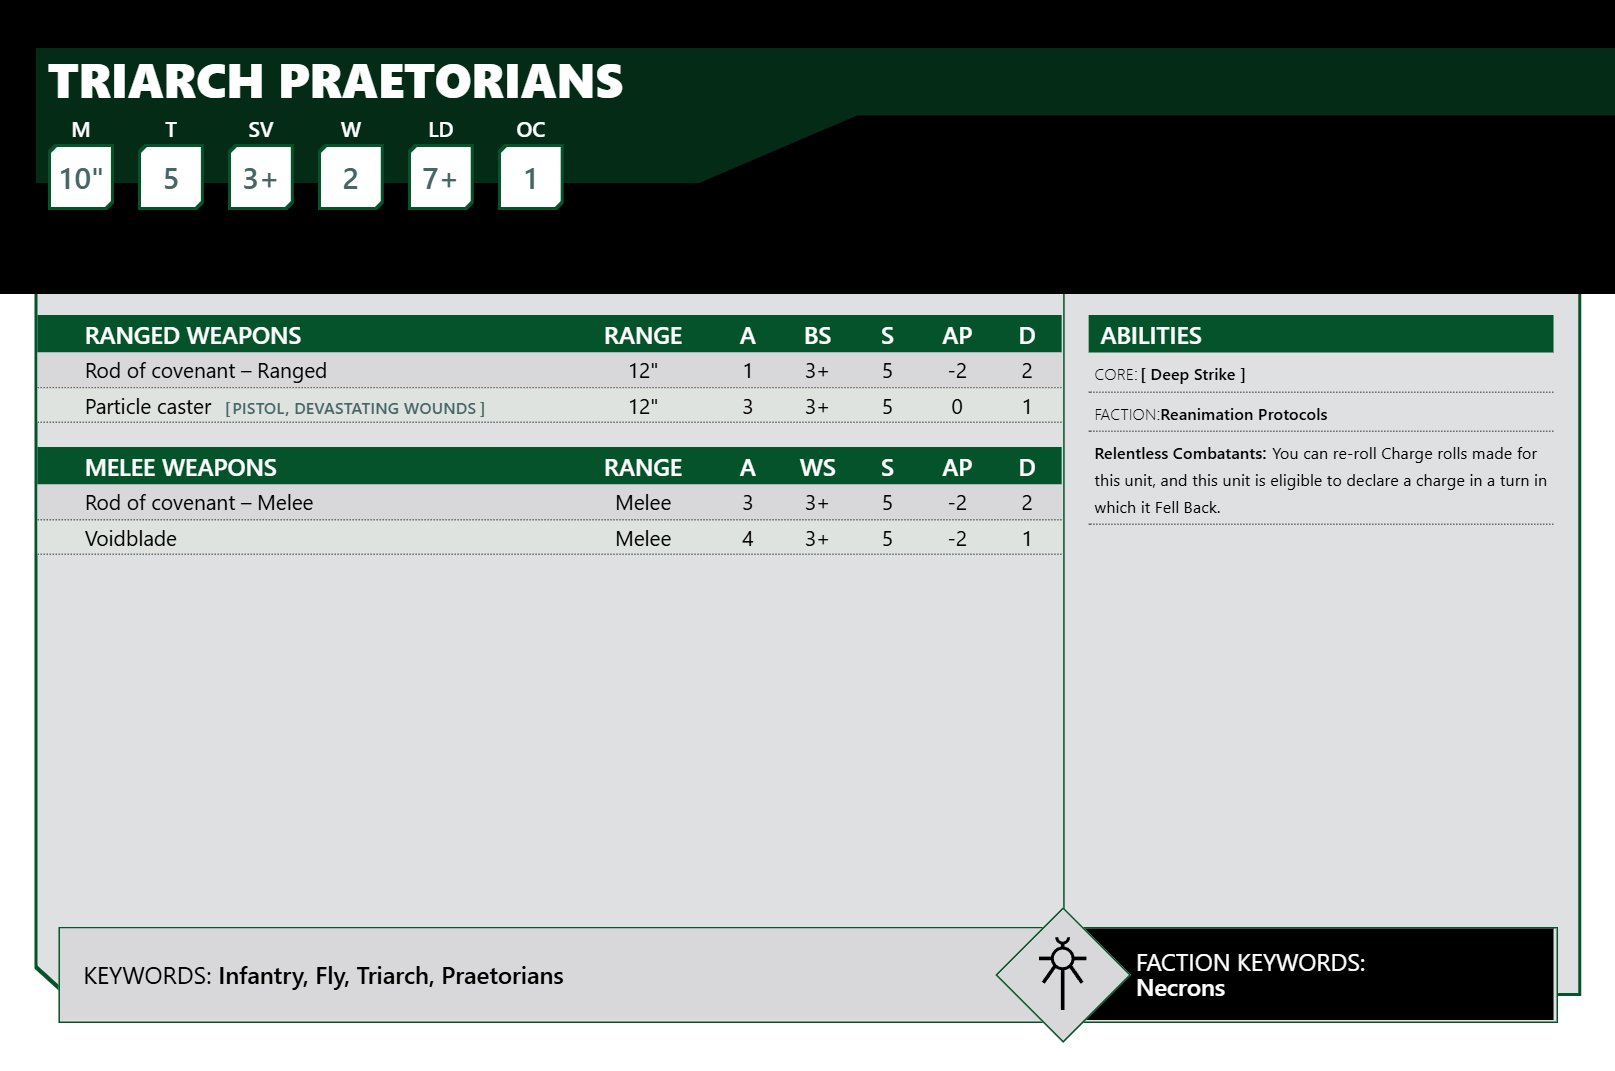 TRIARCH PRAETORIANS
M T SV W LD OC
10" 5 3+ 2 7+ 1
RANGED WEAPONS RANGE A BS S AP D
Rod of covenant – Ranged 12" 1 3+ 5 -2 2
Particle caster [PISTOL, DEVASTATING WOUNDS] 12" 3 3+ 5 0 1
MELEE WEAPONS RANGE A WS S AP D
Rod of covenant – Melee Melee 3 3+ 5 -2 2
Voidblade Melee 4 3+ 5 -2 1
ABILITIES
CORE: [ Deep Strike ]
FACTION:Reanimation Protocols
Relentless Combatants: You can re-roll Charge rolls made for
this unit, and this unit is eligible to declare a charge in a turn in
which it Fell Back.
KEYWORDS: Infantry, Fly, Triarch, Praetorians
FACTION KEYWORDS:
Necrons